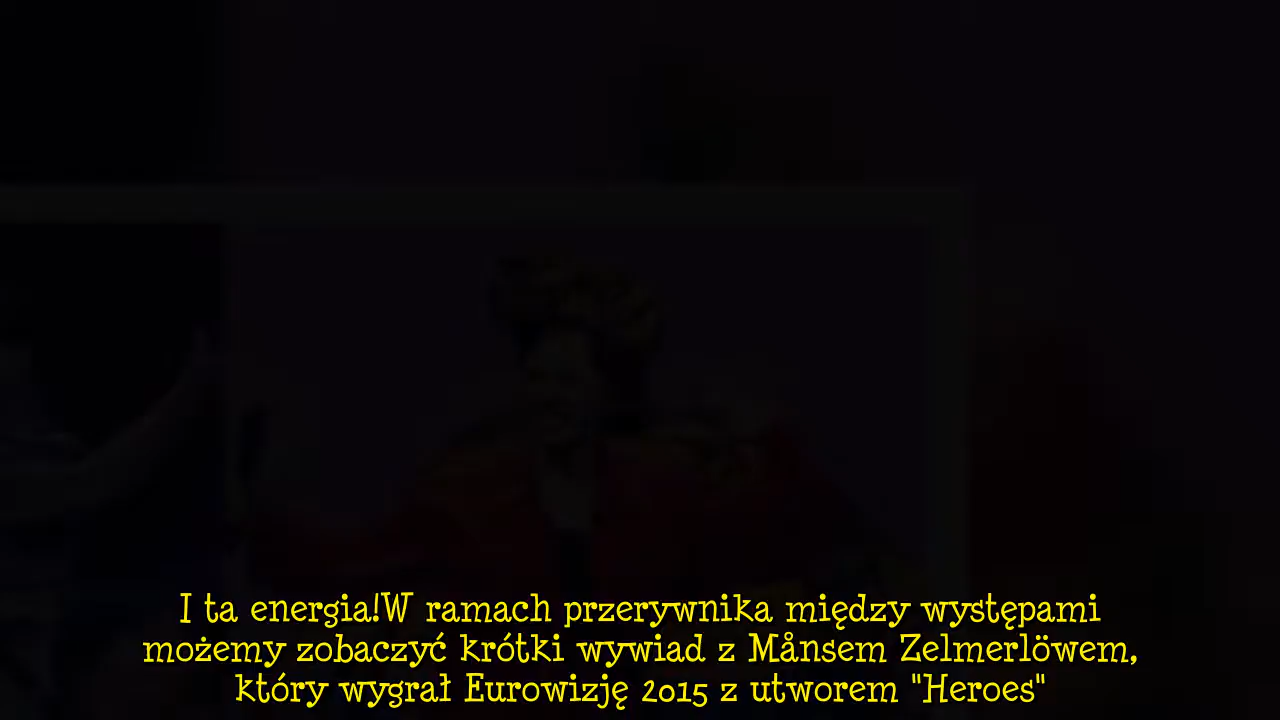 I ta energia!W ramach przerywnika między występami
możemy zobaczyć krótki wywiad z Månsem Zelmerlöwem,
który wygrał Eurowizję 2015 z utworem "Heroes"